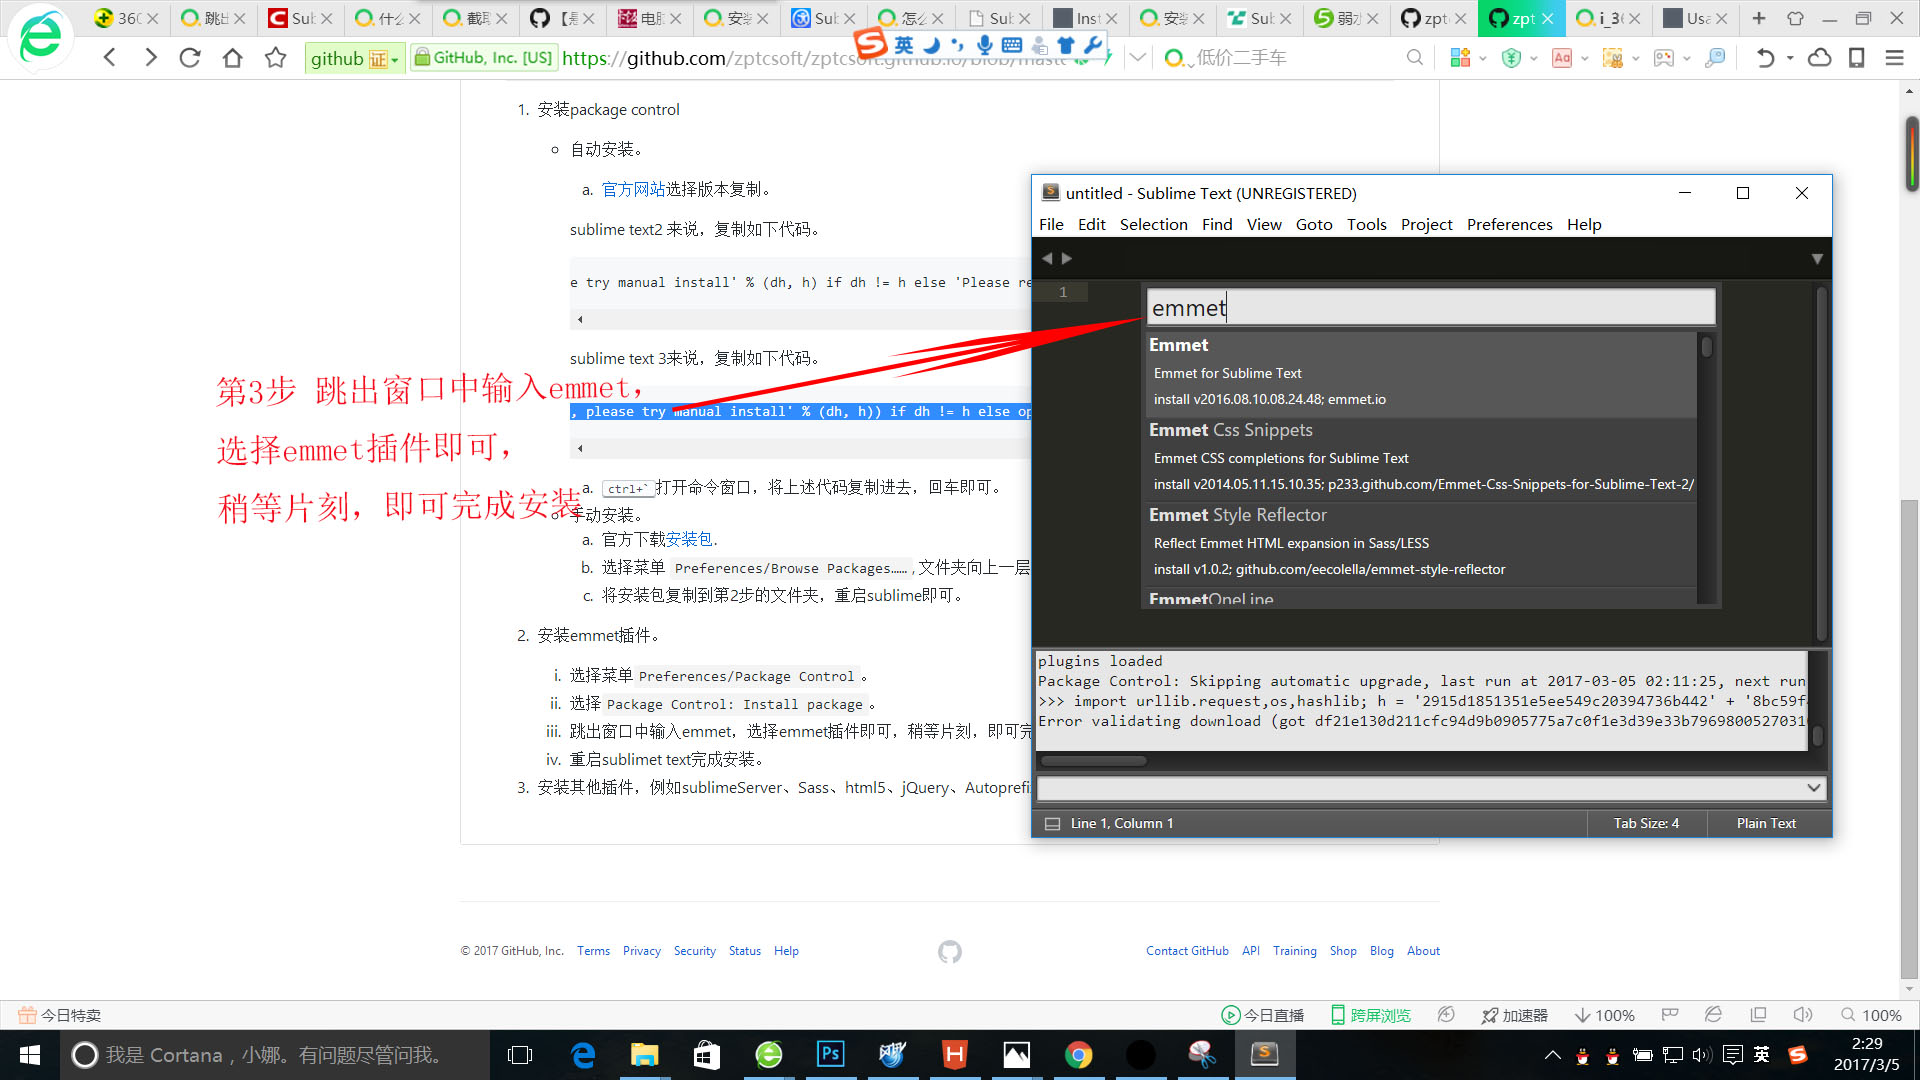 360
跳出
Sub
什么
截取
【是
电脑
安装
Sub
怎么
Sub
Inst
安装
Sub
弱水
zpt
zpt
i_3
Usa
github 证
GitHub, Inc. [US]
https://github.com/zptcsoft/zptcsoft.github.io/blob/maste
英
低价二手车
1. 安装package control
自动安装。
a. 官方网站选择版本复制。
sublime text2 来说，复制如下代码。
e try manual install' % (dh, h) if dh != h else 'Please re
sublime text 3来说，复制如下代码。
, please try manual install' % (dh, h)) if dh != h else op
a. ctrl+`打开命令窗口，将上述代码复制进去，回车即可。
手动安装。
a. 官方下载安装包.
b. 选择菜单 Preferences/Browse Packages……,文件夹向上一层
c. 将安装包复制到第2步的文件夹，重启sublime即可。
2. 安装emmet插件。
i. 选择菜单 Preferences/Package Control 。
ii. 选择 Package Control: Install package 。
iii. 跳出窗口中输入emmet，选择emmet插件即可，稍等片刻，即可完
iv. 重启sublimet text完成安装。
3. 安装其他插件，例如sublimeServer、Sass、html5、jQuery、Autoprefi
第3步 跳出窗口中输入emmet，
选择emmet插件即可，
稍等片刻，即可完成安装
untitled - Sublime Text (UNREGISTERED)
File Edit Selection Find View Goto Tools Project Preferences Help
1
emmet
Emmet
Emmet for Sublime Text
install v2016.08.10.08.24.48; emmet.io
Emmet Css Snippets
Emmet CSS completions for Sublime Text
install v2014.05.11.15.10.35; p233.github.com/Emmet-Css-Snippets-for-Sublime-Text-2/
Emmet Style Reflector
Reflect Emmet HTML expansion in Sass/LESS
install v1.0.2; github.com/eecolella/emmet-style-reflector
EmmetOneLine
plugins loaded
Package Control: Skipping automatic upgrade, last run at 2017-03-05 02:11:25, next run
>>> import urllib.request,os,hashlib; h = '2915d1851351e5ee549c20394736b442' + '8bc59f4
Error validating download (got df21e130d211cfc94d9b0905775a7c0f1e3d39e33b7969800527031
Line 1, Column 1
Tab Size: 4
Plain Text
© 2017 GitHub, Inc. Terms Privacy Security Status Help
Contact GitHub API Training Shop Blog About
今日特卖
今日直播
跨屏浏览
加速器
100%
100%
我是 Cortana，小娜。有问题尽管问我。
英
2:29
2017/3/5